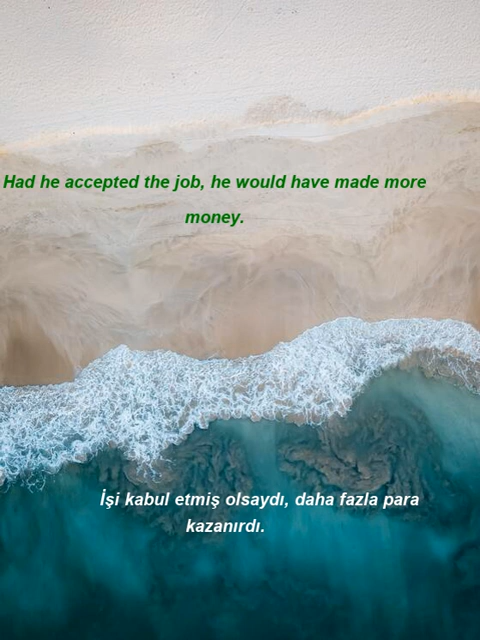 Had he accepted the job, he would have made more
money.
İşi kabul etmiş olsaydı, daha fazla para
kazanırdı.